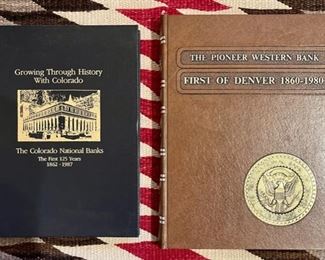 Growing Through History
With Colorado
The Colorado National Banks
The First 125 Years
1862 - 1987
THE PIONEER WESTERN BANK
FIRST OF DENVER 1860-1980